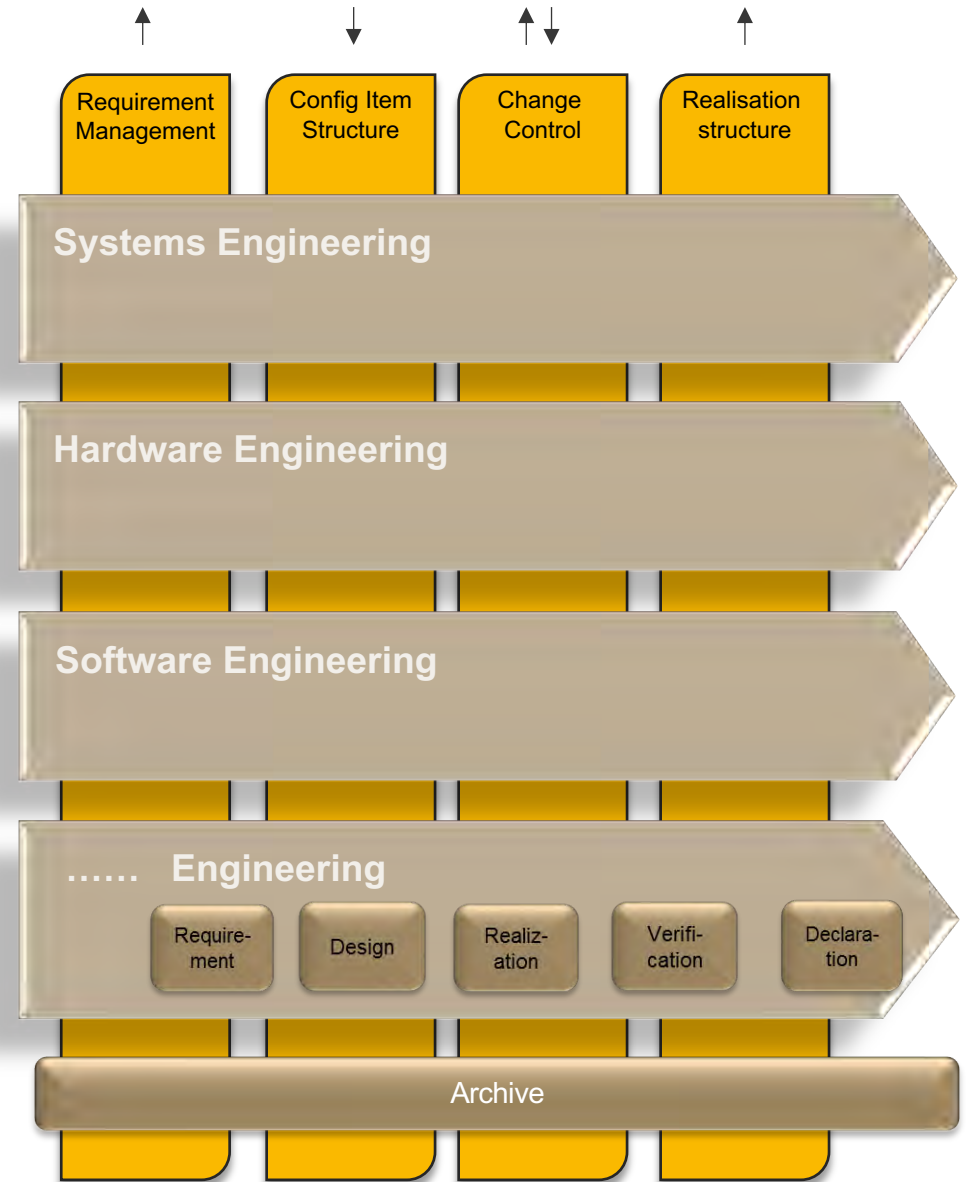 Requirement
Management
Config Item
Structure
Change
Control
Realisation
structure
Systems Engineering
Hardware Engineering
Software Engineering
...... Engineering
Require-
ment
Design
Realiz-
ation
Verifi-
cation
Declara-
tion
Archive